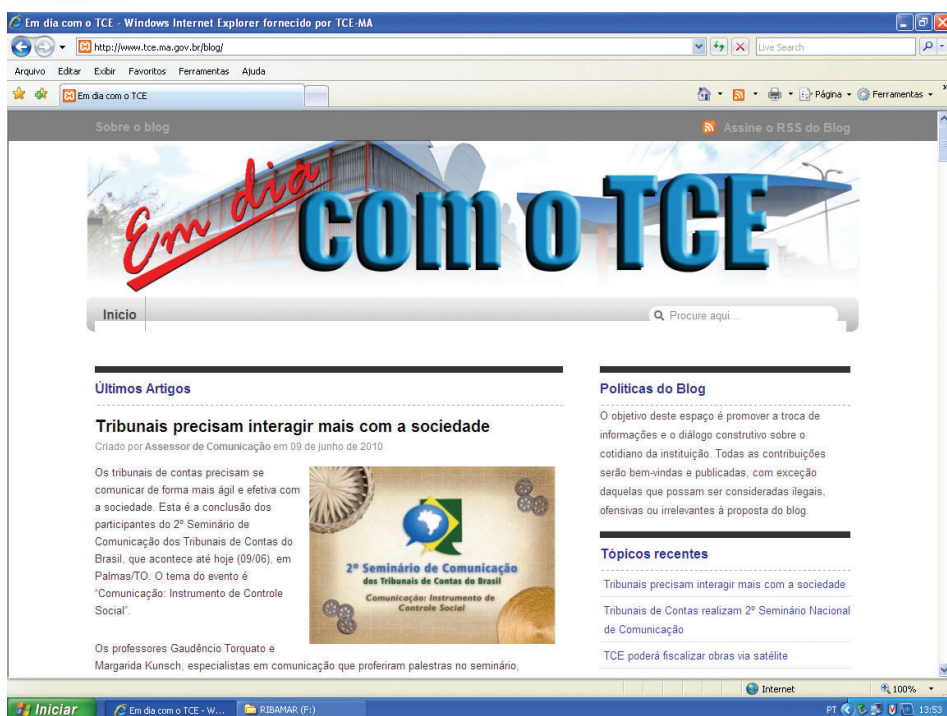 Em dia com o TCE - Windows Internet Explorer fornecido por TCE-MA
http://www.tce.ma.gov.br/blog/
Live Search
Arquivo Editar Exibir Favoritos Ferramentas Ajuda
Em dia com o TCE
Página
Ferramentas
Sobre o blog
Assine o RSS do Blog
Em dia
com o TCE
Inicio
Procure aqui...
Últimos Artigos
Tribunais precisam interagir mais com a sociedade
Criado por Assessor de Comunicação em 09 de junho de 2010
Os tribunais de contas precisam se
comunicar de forma mais ágil e efetiva com
a sociedade. Esta é a conclusão dos
participantes do 2º Seminário de
Comunicação dos Tribunais de Contas do
Brasil, que acontece até hoje (09/06), em
Palmas/TO. O tema do evento é
"Comunicação: Instrumento de Controle
Social".
2º Seminário de Comunicação
dos Tribunais de Contas do Brasil
Comunicação: Instrumento de
Controle Social
Os professores Gaudêncio Torquato e
Margarida Kunsch, especialistas em comunicação que proferiram palestras no seminário,
Políticas do Blog
O objetivo deste espaço é promover a troca de
informações e o diálogo construtivo sobre o
cotidiano da instituição. Todas as contribuições
serão bem-vindas e publicadas, com exceção
daquelas que possam ser consideradas ilegais,
ofensivas ou irrelevantes à proposta do blog.
Tópicos recentes
Tribunais precisam interagir mais com a sociedade
Tribunais de Contas realizam 2º Seminário Nacional
de Comunicação
TCE poderá fiscalizar obras via satélite
Internet
100%
Iniciar
Em dia com o TCE - W...
RIBAMAR (F:)
PT
13:53